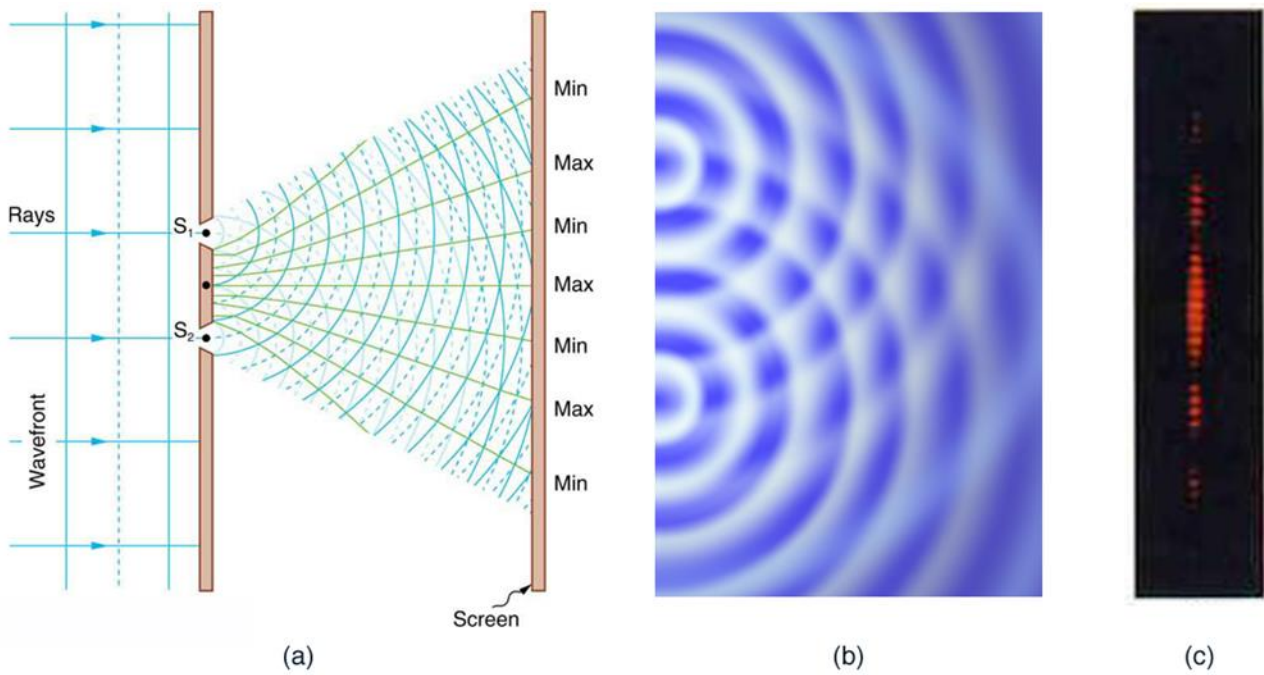 Min
Max
Rays
S1
Min
Max
S2
Min
Wavefront
Max
Min
Screen
(a)
(b)
(c)